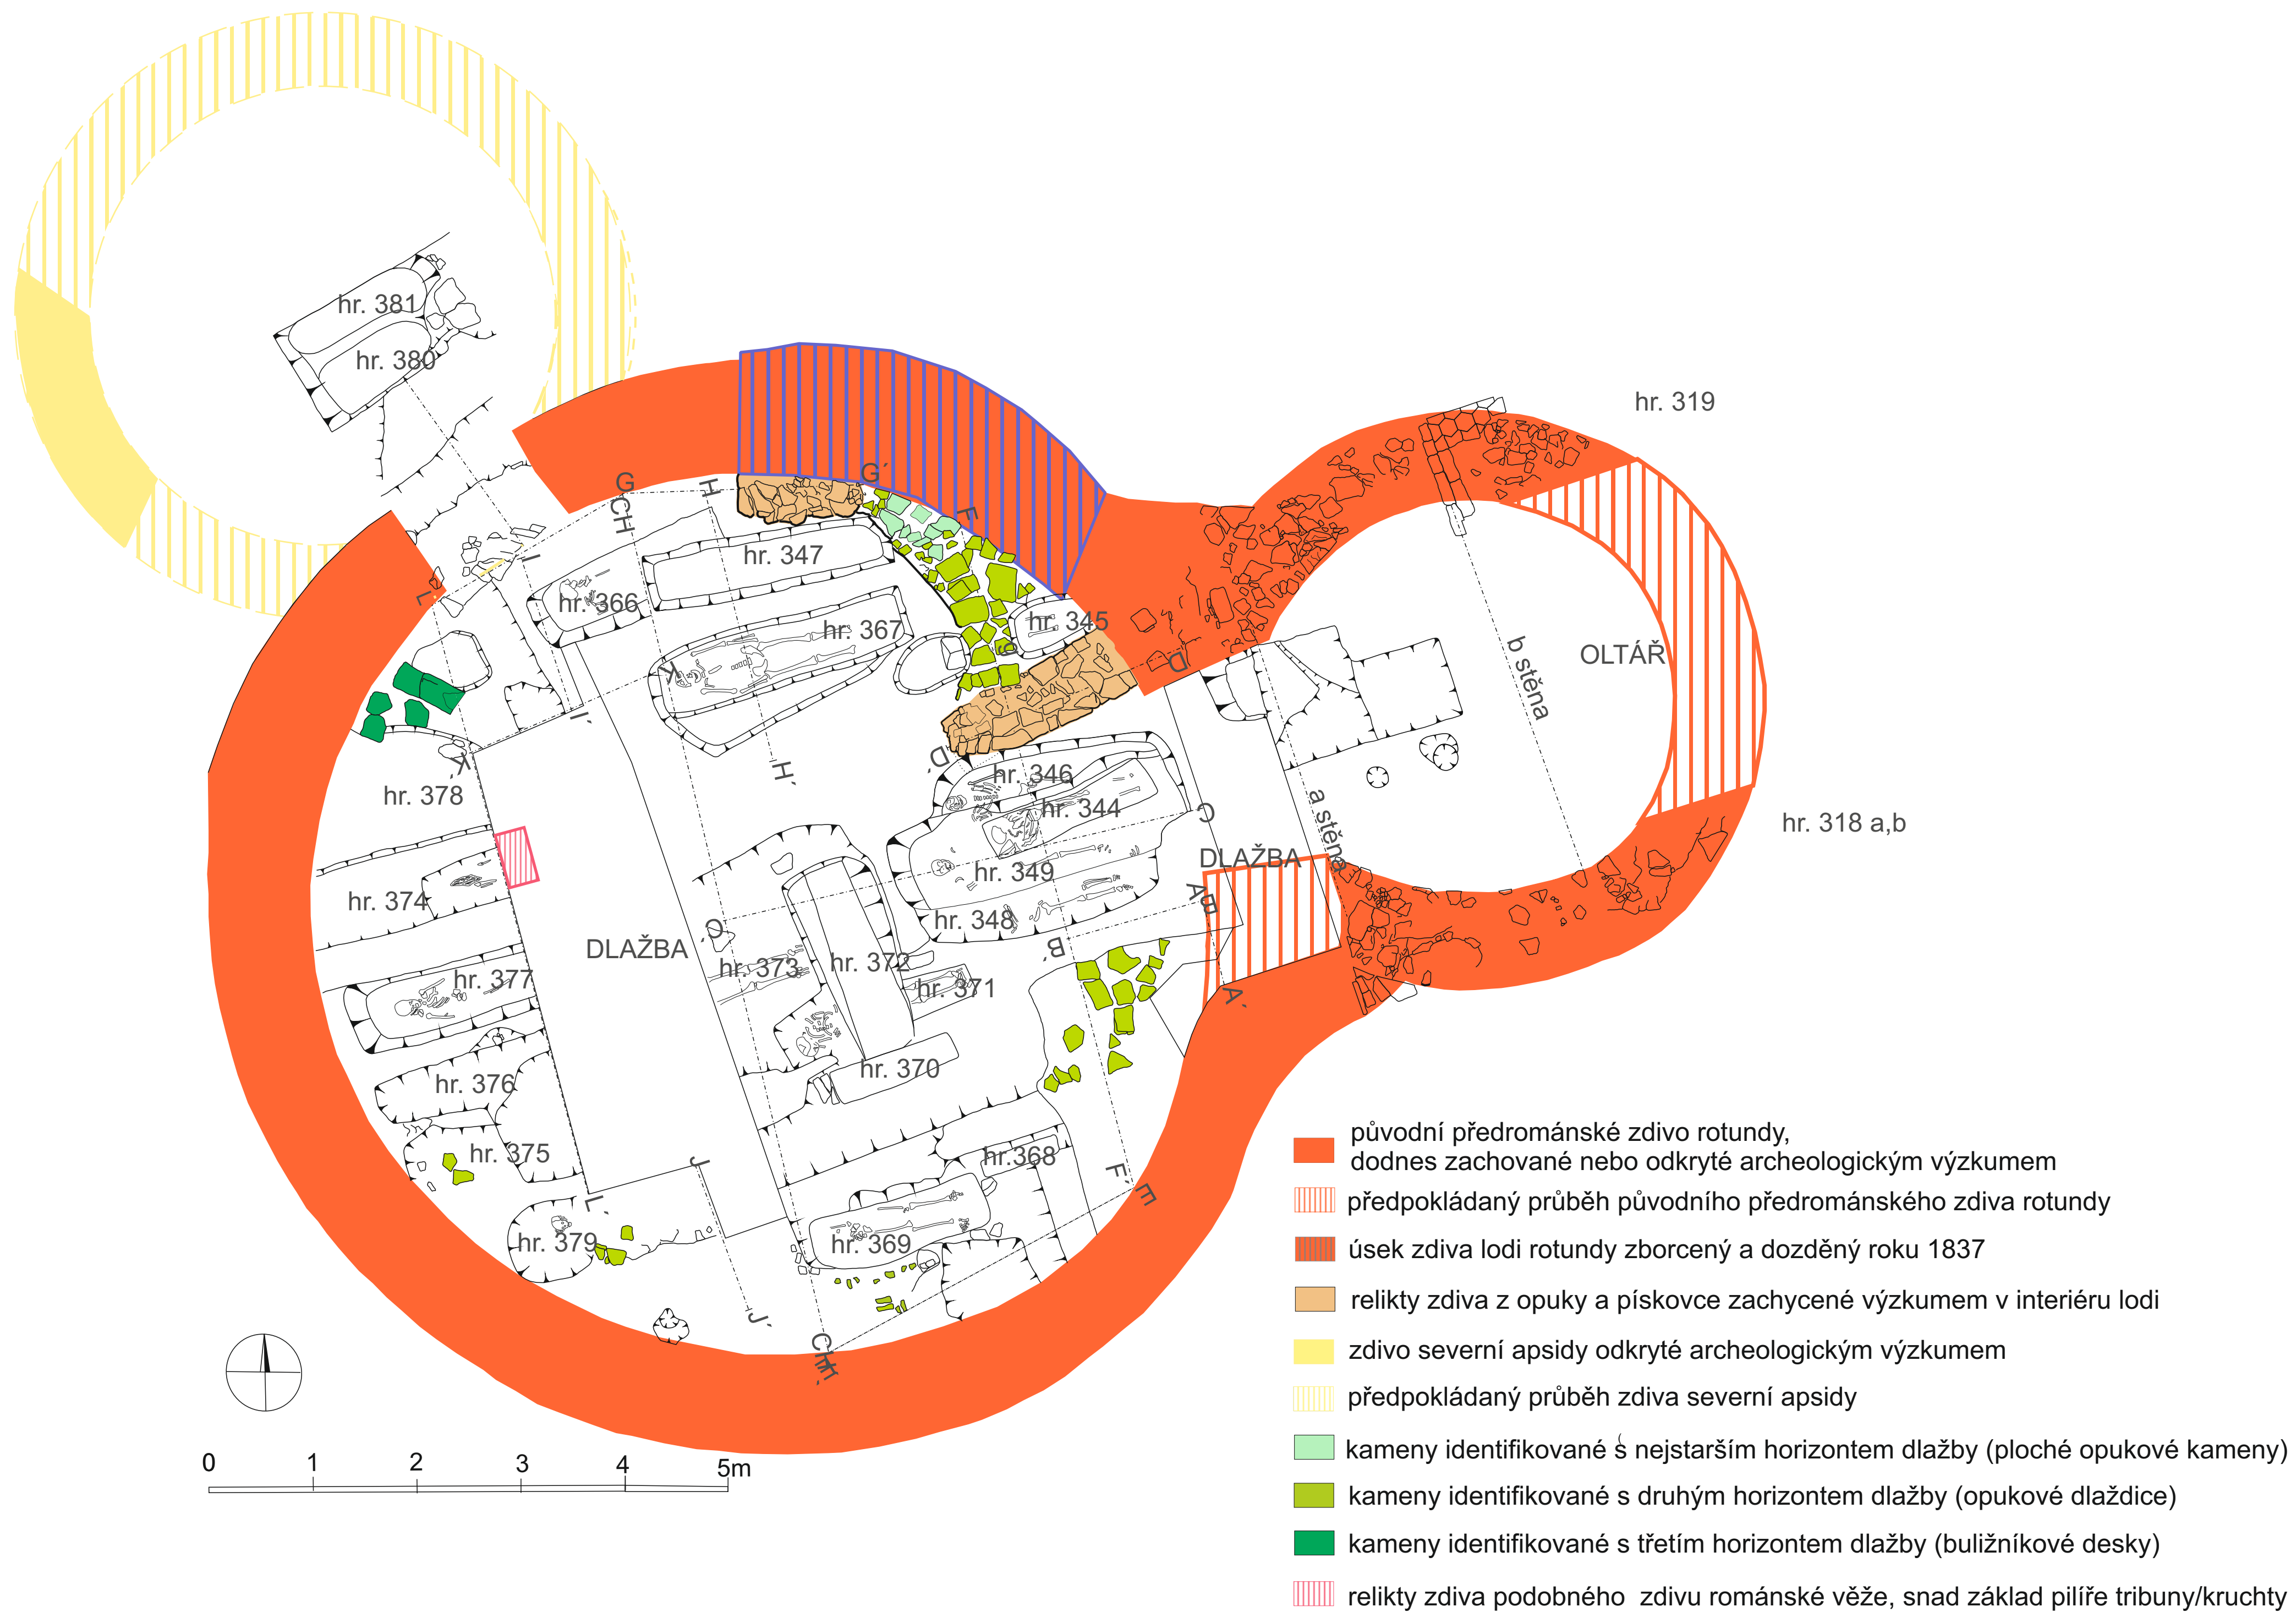 hr. 381
hr. 380
hr. 319
G
H
G´
CH
F
hr. 347
I
hr. 366
L
hr. 367
hr. 345
g
D
K
b stěna
OLTÁŘ
I´
K´
D´
H´
hr. 346
hr. 378
hr. 344
C
a stěna
hr. 318 a,b
DLAŽBA
hr. 349
hr. 374
A
B
hr. 348
C´
B´
DLAŽBA
hr. 373
hr. 372
hr. 377
hr. 371
A´
hr. 370
hr. 376
hr. 375
J
hr.368
F´
E
L´
hr. 379
hr. 369
J´
CH´
E´
původní předrománské zdivo rotundy,
dodnes zachované nebo odkryté archeologickým výzkumem
předpokládaný průběh původního předrománského zdiva rotundy
úsek zdiva lodi rotundy zborcený a dozděný roku 1837
relikty zdiva z opuky a pískovce zachycené výzkumem v interiéru lodi
zdivo severní apsidy odkryté archeologickým výzkumem
předpokládaný průběh zdiva severní apsidy
kameny identifikované s nejstarším horizontem dlažby (ploché opukové kameny)
kameny identifikované s druhým horizontem dlažby (opukové dlaždice)
kameny identifikované s třetím horizontem dlažby (buližníkové desky)
relikty zdiva podobného zdivu románské věže, snad základ pilíře tribuny/kruchty
0 1 2 3 4 5m